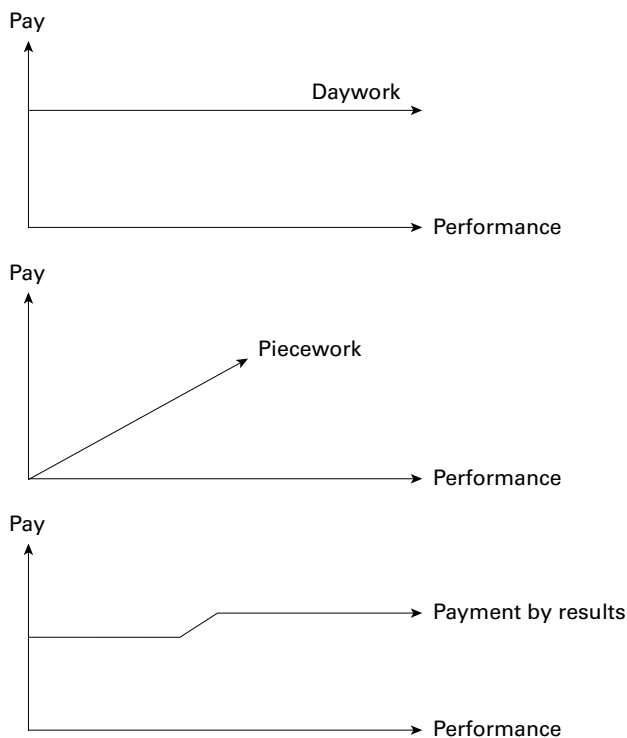 Pay
Daywork
Performance
Pay
Piecework
Performance
Pay
Payment by results
Performance